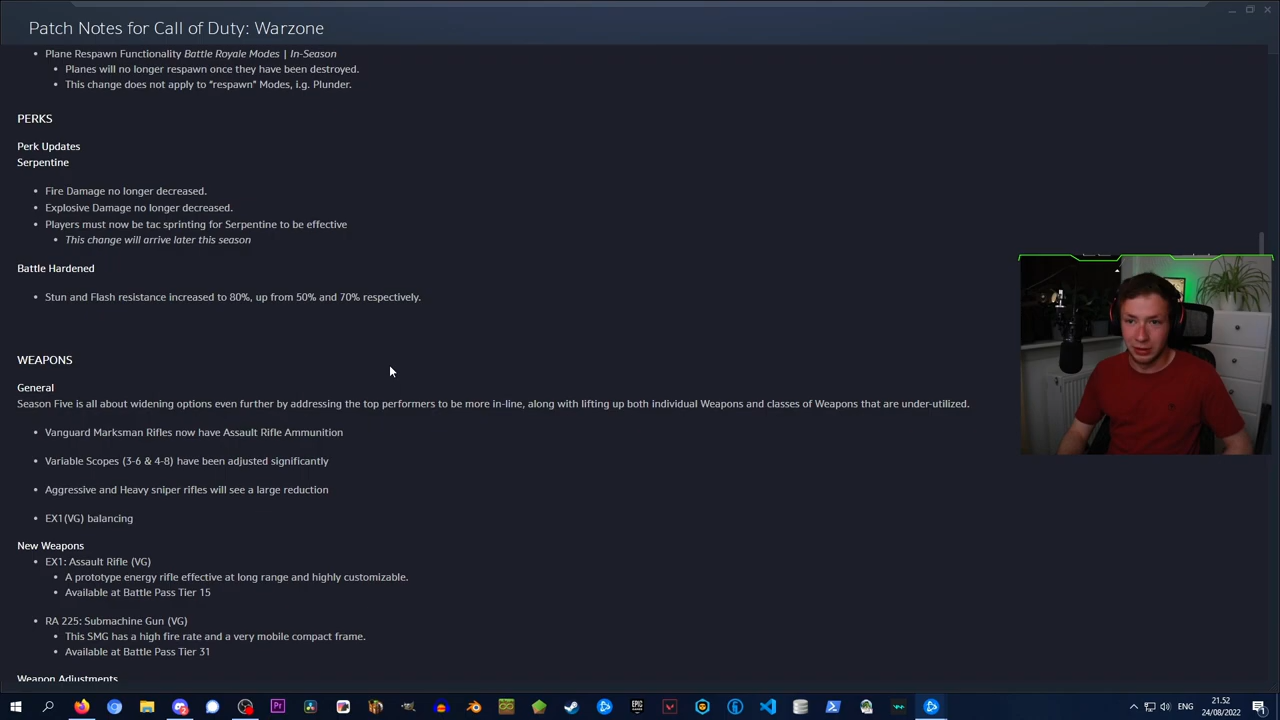 Patch Notes for Call of Duty: Warzone
Plane Respawn Functionality Battle Royale Modes | In-Season
Planes will no longer respawn once they have been destroyed.
This change does not apply to "respawn" Modes, i.g. Plunder.
PERKS
Perk Updates
Serpentine
Fire Damage no longer decreased.
Explosive Damage no longer decreased.
Players must now be tac sprinting for Serpentine to be effective
This change will arrive later this season
Battle Hardened
Stun and Flash resistance increased to 80%, up from 50% and 70% respectively.
WEAPONS
General
Season Five is all about widening options even further by addressing the top performers to be more in-line, along with lifting up both individual Weapons and classes of Weapons that are under-utilized.
Vanguard Marksman Rifles now have Assault Rifle Ammunition
Variable Scopes (3-6 & 4-8) have been adjusted significantly
Aggressive and Heavy sniper rifles will see a large reduction
EX1(VG) balancing
New Weapons
EX1: Assault Rifle (VG)
A prototype energy rifle effective at long range and highly customizable.
Available at Battle Pass Tier 15
RA 225: Submachine Gun (VG)
This SMG has a high fire rate and a very mobile compact frame.
Available at Battle Pass Tier 31
Weapon Adjustments
Pr
EPIC
ENG
21.52
24/08/2022